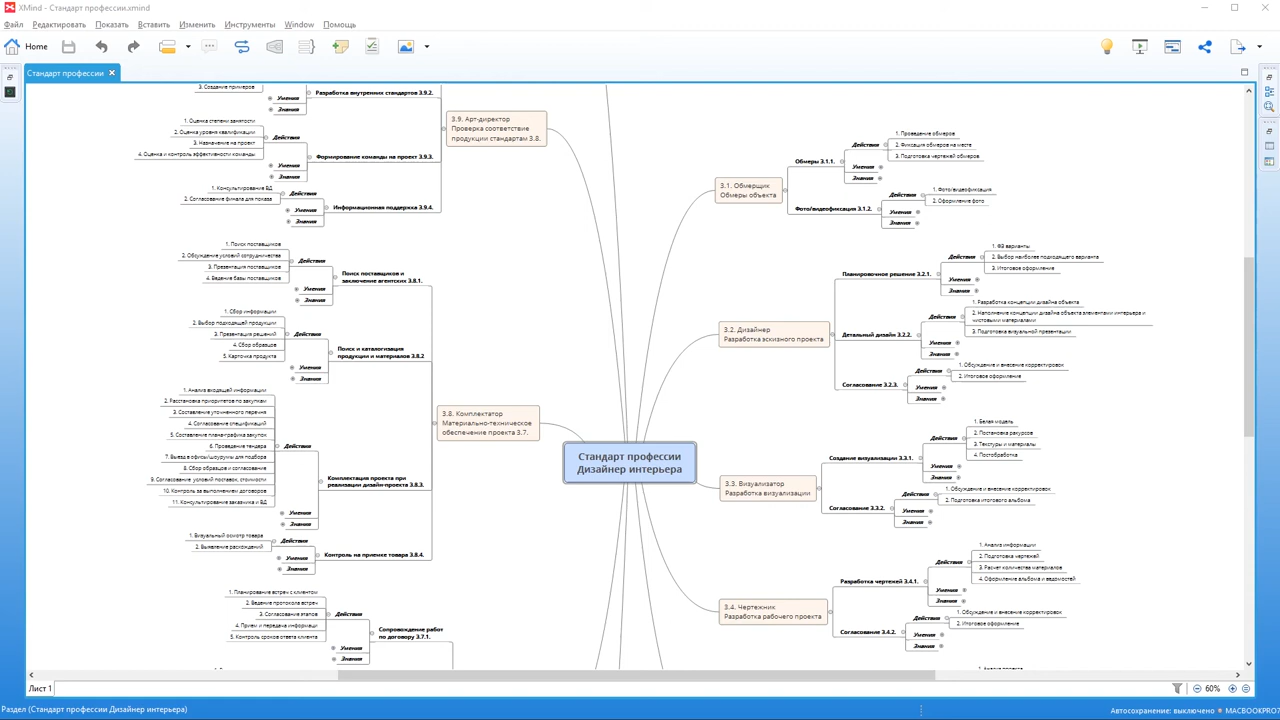 XMind - Стандарт профессии.xmind
Файл Редактировать Показать Вставить Изменить Инструменты Window Помощь
Home
Стандарт профессии
3. Создание примеров
Умения
Знания
Разработка внутренних стандартов 3.9.2.
3.9. Арт-директор
Проверка соответствие
продукции стандартам 3.8.
1. Оценка степени занятости
2. Оценка уровня квалификации
3. Назначение на проект
4. Оценка и контроль эффективности команды
Действия
Умения
Знания
Формирование команды на проект 3.9.3.
1. Консультирование ВД
2. Согласование финала для показа
Действия
Умения
Знания
Информационная поддержка 3.9.4.
1. Поиск поставщиков
2. Обсуждение условий сотрудничества
3. Презентация поставщиков
4. Ведение базы поставщиков
Действия
Умения
Знания
Поиск поставщиков и
заключение агентских 3.8.1.
1. Сбор информации
2. Выбор подходящей продукции
3. Презентация решений
4. Сбор образцов
5. Карточка продукта
Действия
Умения
Знания
Поиск и каталогизация
продукции и материалов 3.8.2
3.8. Комплектатор
Материально-техническое
обеспечение проекта 3.7.
1. Анализ входящей информации
2. Расстановка приоритетов по закупкам
3. Составление уточненного перечня
4. Согласование спецификаций
5. Составление плана-графика закупок
6. Проведение тендера
7. Выезд в офисы/шоурумы для подбора
8. Сбор образцов и согласование
9. Согласование условий поставок, стоимости
10. Контроль за выполнением договоров
11. Консультирование заказчика и ВД
Действия
Умения
Знания
Комплектация проекта при
реализации дизайн-проекта 3.8.3.
1. Визуальный осмотр товара
2. Выявление расхождений
Действия
Умения
Знания
Контроль на приемке товара 3.8.4.
1. Планирование встреч с клиентом
2. Ведение протокола встреч
3. Согласование этапов
4. Прием и передача информаци
5. Контроль сроков ответа клиента
Действия
Умения
Знания
Сопровождение работ
по договору 3.7.1.
Стандарт профессии
Дизайнер интерьера
3.1. Обмерщик
Обмеры объекта
Обмеры 3.1.1.
Действия
Умения
Знания
1. Проведение обмеров
2. Фиксация обмеров на месте
3. Подготовка чертежей обмеров
Фото/видеофиксация 3.1.2.
Действия
Умения
Знания
1. Фото/видеофиксация
2. Оформление фото
3.2. Дизайнер
Разработка эскизного проекта
Планировочное решение 3.2.1.
Действия
Умения
Знания
1. ФЗ варианты
2. Выбор наиболее подходящего варианта
3. Итоговое оформление
Детальный дизайн 3.2.2.
Действия
Умения
Знания
1. Разработка концепции дизайна объекта
2. Наполнение концепции дизайна объекта элементами интерьера и
чистовыми материалами
3. Подготовка визуальной презентации
Согласование 3.2.3.
Действия
Умения
Знания
1. Обсуждение и внесение корректировок
2. Итоговое оформление
3.3. Визуализатор
Разработка визуализации
Создание визуализации 3.3.1.
Действия
Умения
Знания
1. Белая модель
2. Постановка ракурсов
3. Текстуры и материалы
4. Постобработка
Согласование 3.3.2.
Действия
Умения
Знания
1. Обсуждение и внесение корректировок
2. Подготовка итогового альбома
3.4. Чертежник
Разработка рабочего проекта
Разработка чертежей 3.4.1.
Действия
Умения
Знания
1. Анализ информации
2. Подготовка чертежей
3. Расчет количества материалов
4. Оформление альбома и ведомостей
Согласование 3.4.2.
Действия
Умения
Знания
1. Обсуждение и внесение корректировок
2. Итоговое оформление
Лист 1
60%
Раздел (Стандарт профессии Дизайнер интерьера)
Автосохранение: выключено
MACBOOKPRO7